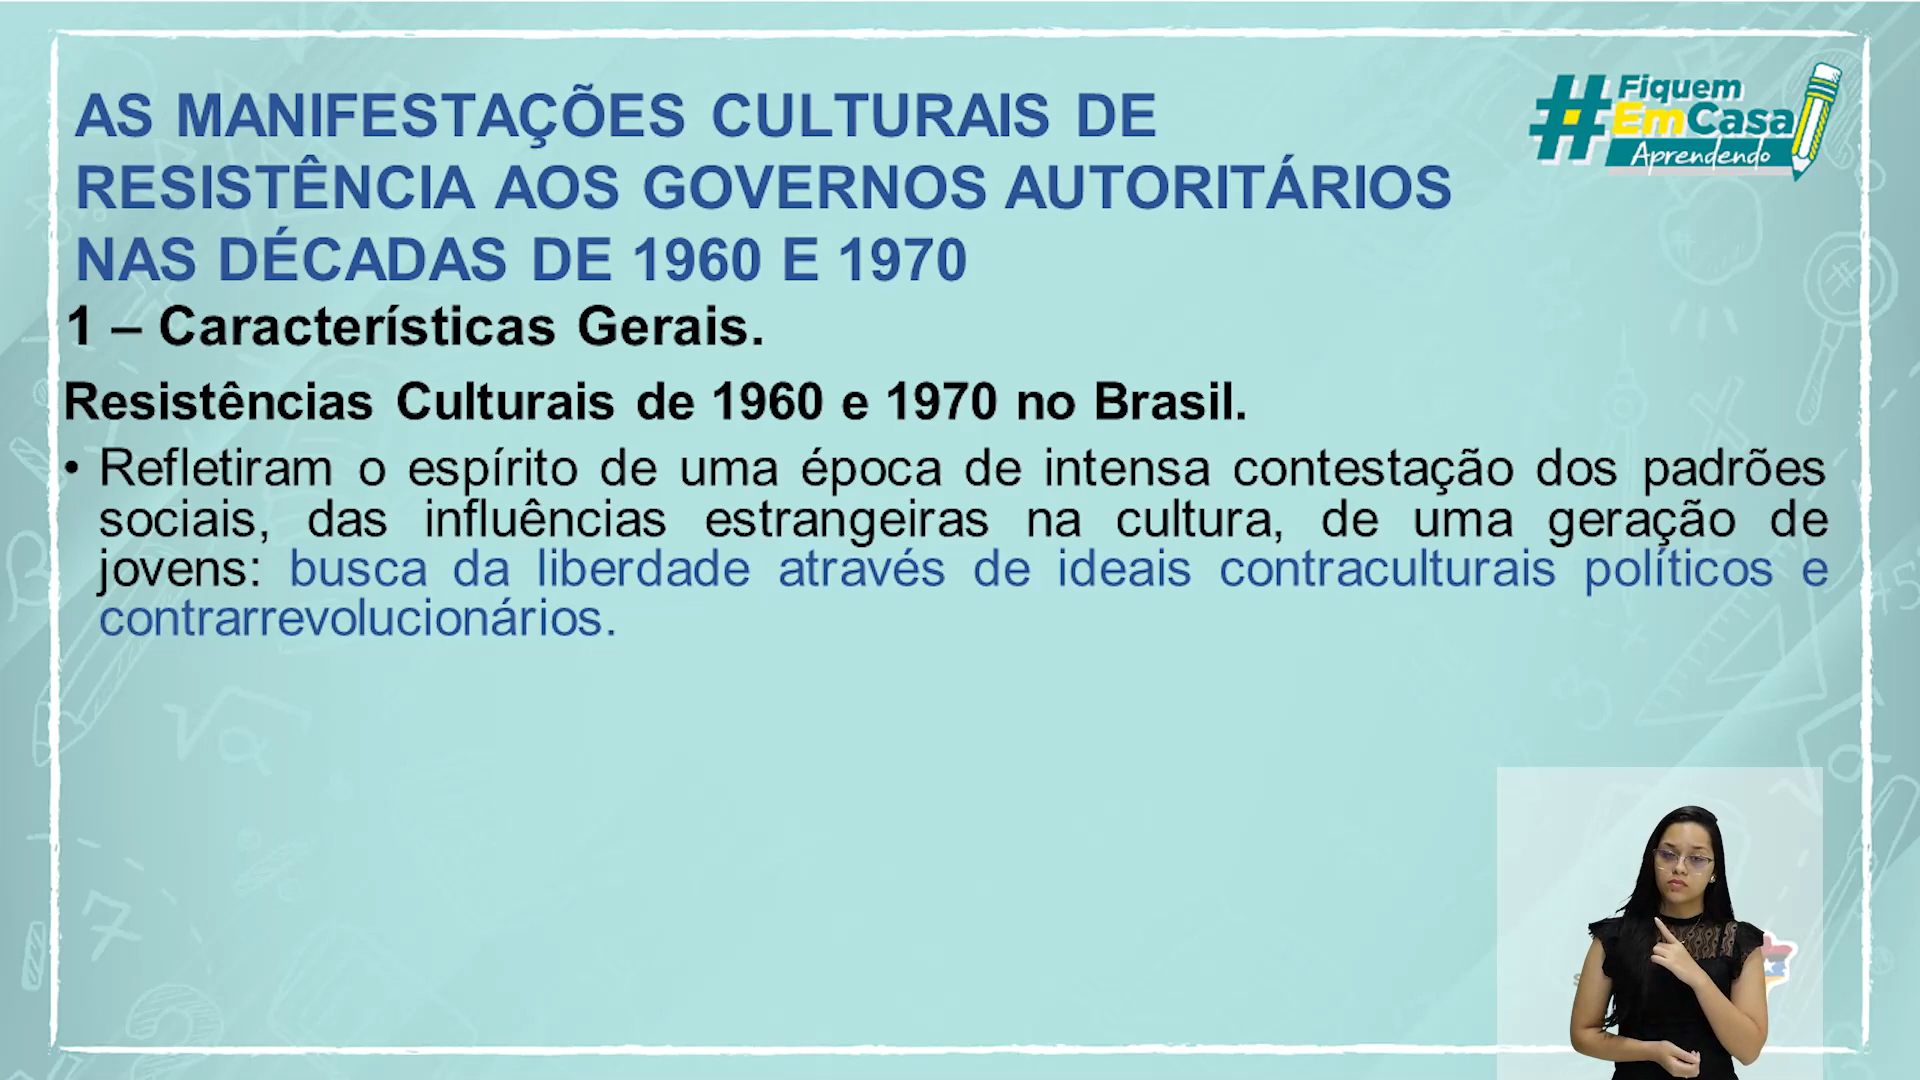 AS MANIFESTAÇÕES CULTURAIS DE
RESISTÊNCIA AOS GOVERNOS AUTORITÁRIOS
NAS DÉCADAS DE 1960 E 1970
#Fiquem
EmCasa
Aprendendo
1 – Características Gerais.
Resistências Culturais de 1960 e 1970 no Brasil.
• Refletiram o espírito de uma época de intensa contestação dos padrões
sociais, das influências estrangeiras na cultura, de uma geração de
jovens: busca da liberdade através de ideais contraculturais políticos e
contrarrevolucionários.